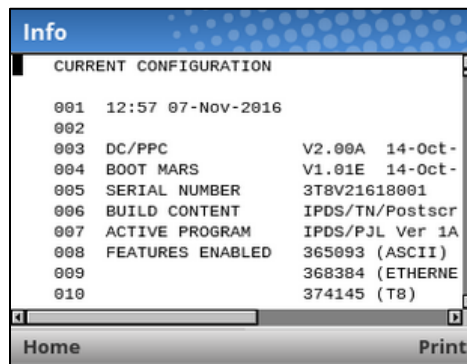 Info
CURRENT CONFIGURATION
001 12:57 07-Nov-2016
002
003 DC/PPC V2.00A 14-Oct-
004 BOOT MARS V1.01E 14-Oct-
005 SERIAL NUMBER 3T8V21618001
006 BUILD CONTENT IPDS/TN/Postscr
007 ACTIVE PROGRAM IPDS/PJL Ver 1A
008 FEATURES ENABLED 365093 (ASCII)
009 368384 (ETHERNE
010 374145 (T8)
Home Print